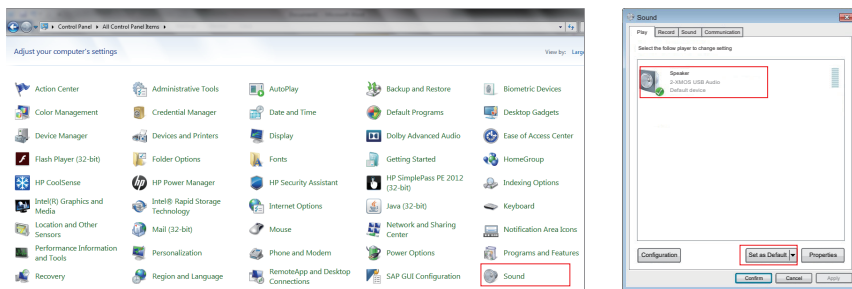 Control Panel ▸ All Control Panel Items ▸
Adjust your computer's settings
View by: Large
Action Center
Administrative Tools
AutoPlay
Backup and Restore
Biometric Devices
Color Management
Credential Manager
Date and Time
Default Programs
Desktop Gadgets
Device Manager
Devices and Printers
Display
Dolby Advanced Audio
Ease of Access Center
Flash Player (32-bit)
Folder Options
Fonts
Getting Started
HomeGroup
HP CoolSense
HP Power Manager
HP Security Assistant
HP SimplePass PE 2012
(32-bit)
Indexing Options
Intel(R) Graphics and
Media
Intel® Rapid Storage
Technology
Internet Options
Java (32-bit)
Keyboard
Location and Other
Sensors
Mail (32-bit)
Mouse
Network and Sharing
Center
Notification Area Icons
Performance Information
and Tools
Personalization
Phone and Modem
Power Options
Programs and Features
Recovery
Region and Language
RemoteApp and Desktop
Connections
SAP GUI Configuration
Sound
Sound
Play Record Sound Communication
Select the follow player to change setting
Speaker
2-XMOS USB Audio
Default device
Configuration Set as Default Properties
Confirm Cancel Apply